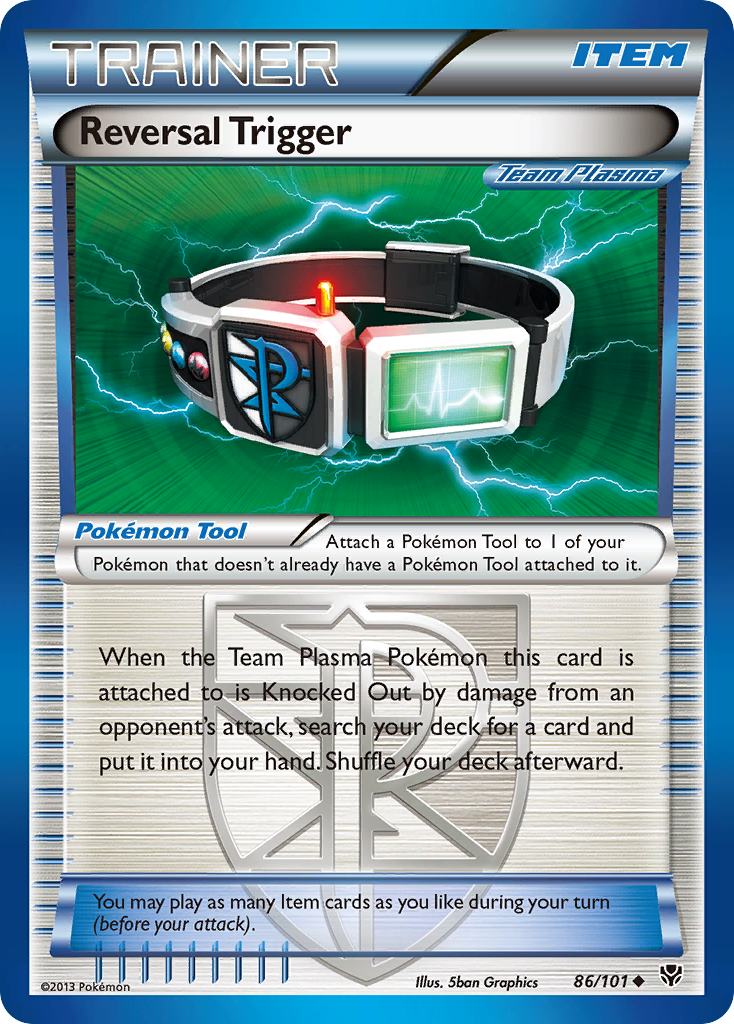 TRAINER
ITEM
Reversal Trigger
Team Plasma
Pokémon Tool
Attach a Pokémon Tool to 1 of your
Pokémon that doesn't already have a Pokémon Tool attached to it.
When the Team Plasma Pokémon this card is
attached to is Knocked Out by damage from an
opponent's attack, search your deck for a card and
put it into your hand. Shuffle your deck afterward.
You may play as many Item cards as you like during your turn
(before your attack).
©2013 Pokémon
Illus. 5ban Graphics
86/101